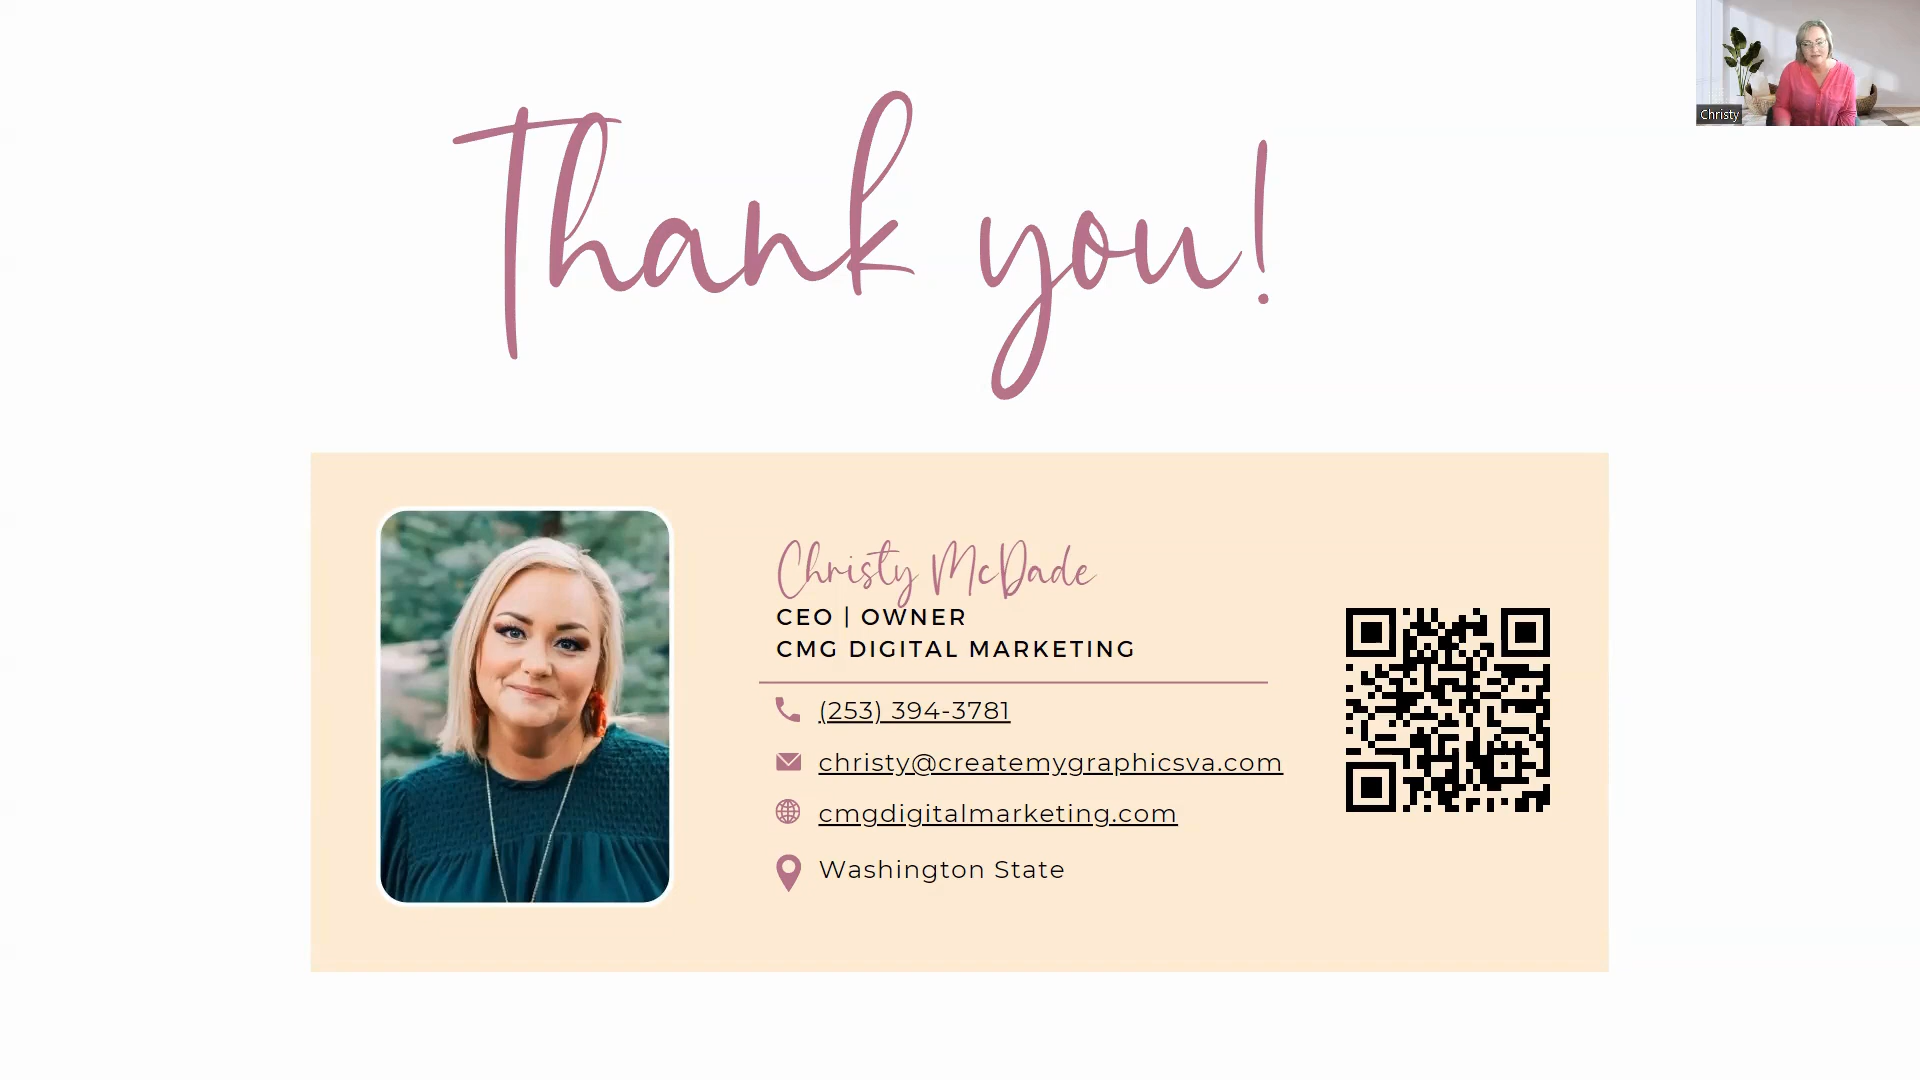 Christy
Thank you!
Christy McDade
CEO | OWNER
CMG DIGITAL MARKETING
(253) 394-3781
christy@createmygraphicsva.com
cmgdigitalmarketing.com
Washington State